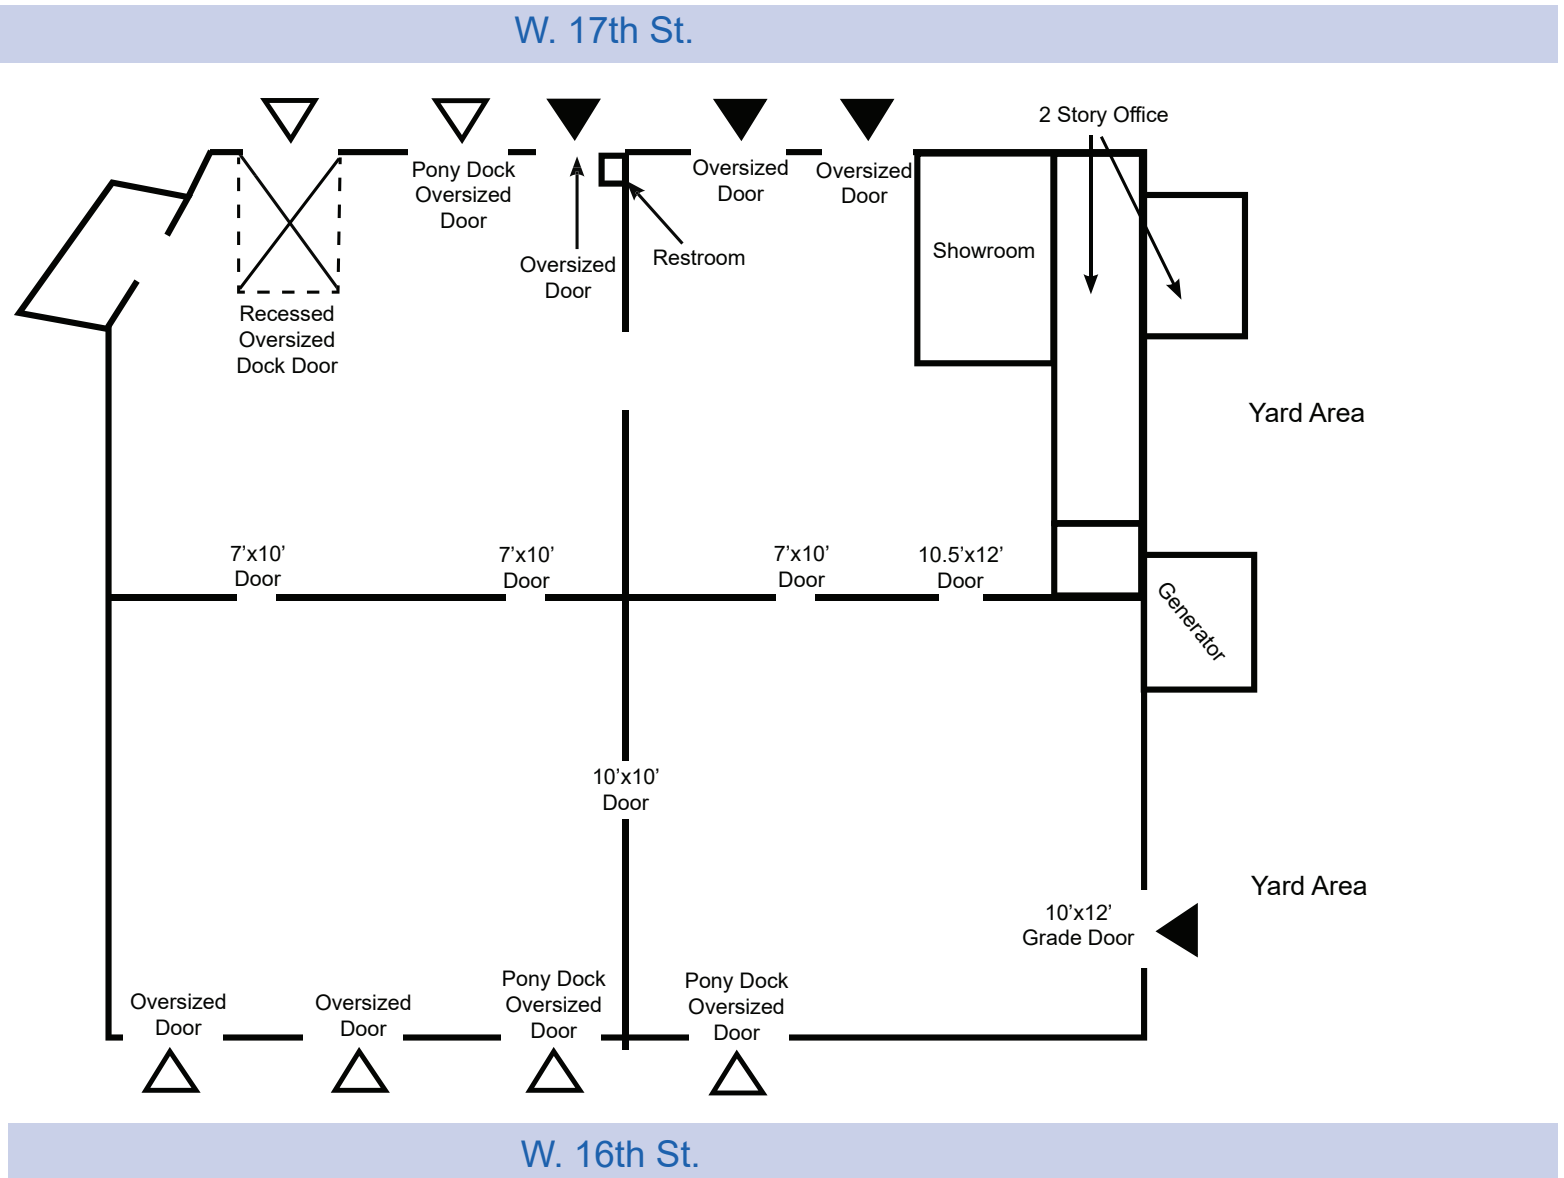 W. 17th St.
2 Story Office
Pony Dock
Oversized
Door
Oversized
Door
Oversized
Door
Oversized
Door
Restroom
Showroom
Recessed
Oversized
Dock Door
Yard Area
7’x10’
Door
7’x10’
Door
7’x10’
Door
10.5’x12’
Door
Generator
10’x10’
Door
Yard Area
10’x12’
Grade Door
Oversized
Door
Oversized
Door
Pony Dock
Oversized
Door
Pony Dock
Oversized
Door
W. 16th St.